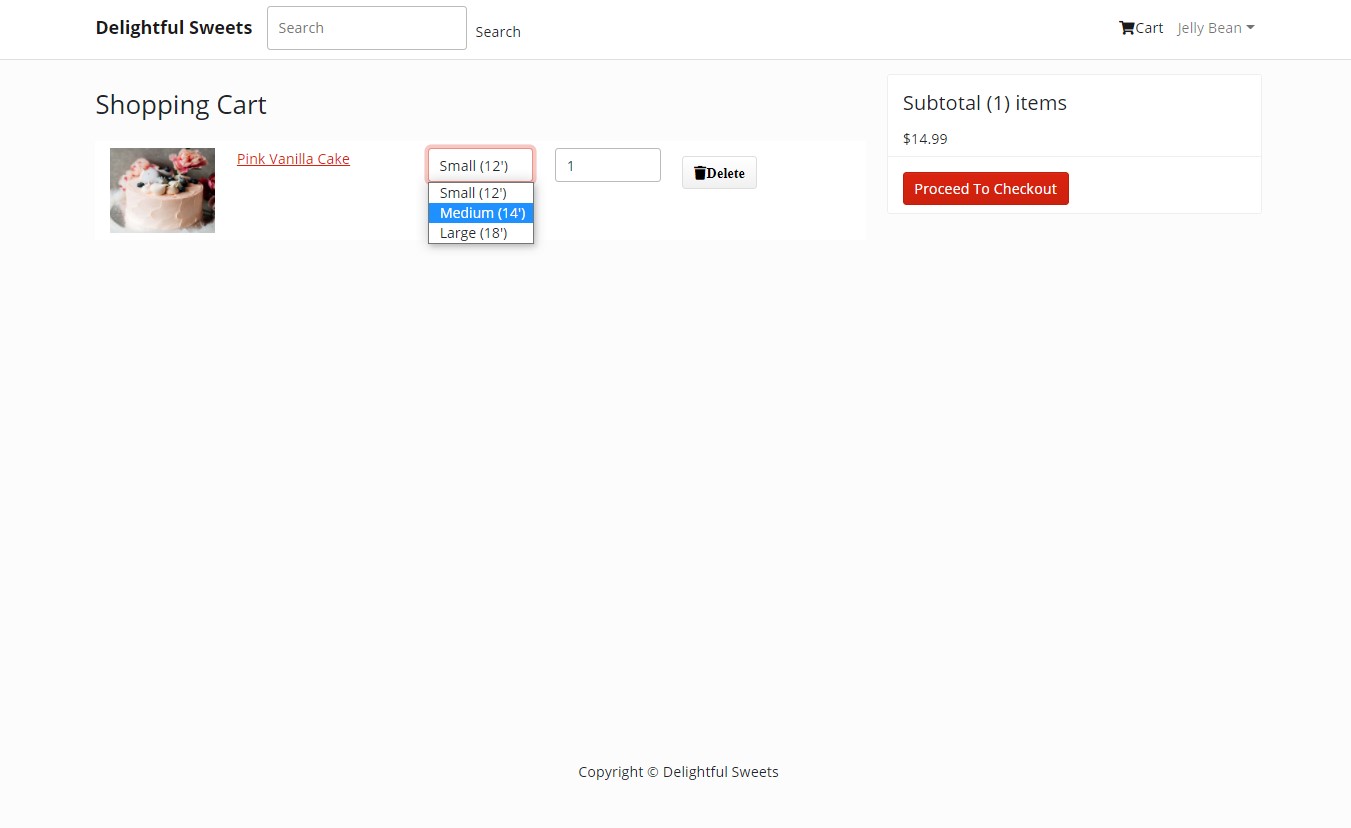 Delightful Sweets
Search
Search
Cart
Jelly Bean
Shopping Cart
Pink Vanilla Cake
Small (12')
Small (12')
Medium (14')
Large (18')
1
Delete
Subtotal (1) items
$14.99
Proceed To Checkout
Copyright © Delightful Sweets